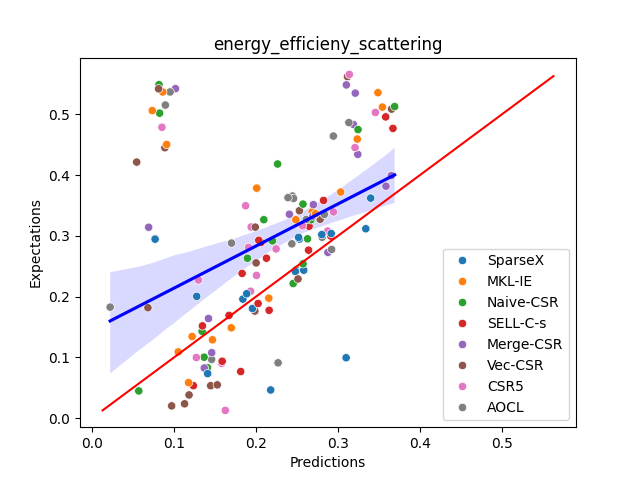 energy_efficieny_scattering
Expectations
0.5
0.4
0.3
0.2
0.1
0.0
0.0 0.1 0.2 0.3 0.4 0.5
Predictions
SparseX
MKL-IE
Naive-CSR
SELL-C-s
Merge-CSR
Vec-CSR
CSR5
AOCL